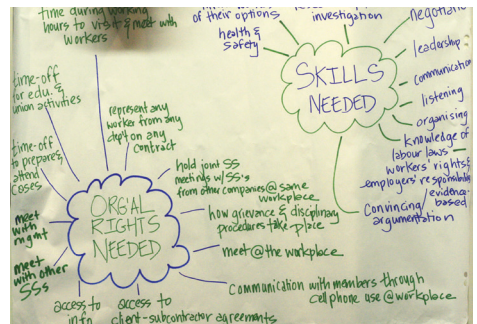 time during working
hours to visit & meet with
workers
of their options
health &
safety
investigation
leadership
communication
listening
organising
knowledge of
labour laws –
workers' rights &
employers' responsibility
Convincing/evidence-
based
argumentation
SKILLS
NEEDED
time-off
for edu. &
union activities
represent any
worker from any
dept on any
contract
time-off
to prepare &
attend
cases
hold joint SS
meetings w/ SS's
from other companies @ same
workplace
ORG'AL
RIGHTS
NEEDED
how grievance & disciplinary
procedures take-place
meet
with
mgmt
meet @ the workplace
meet
with other
SSs
communication with members through
cellphone use @ workplace
access to
info
access to
client-subcontractor agreements